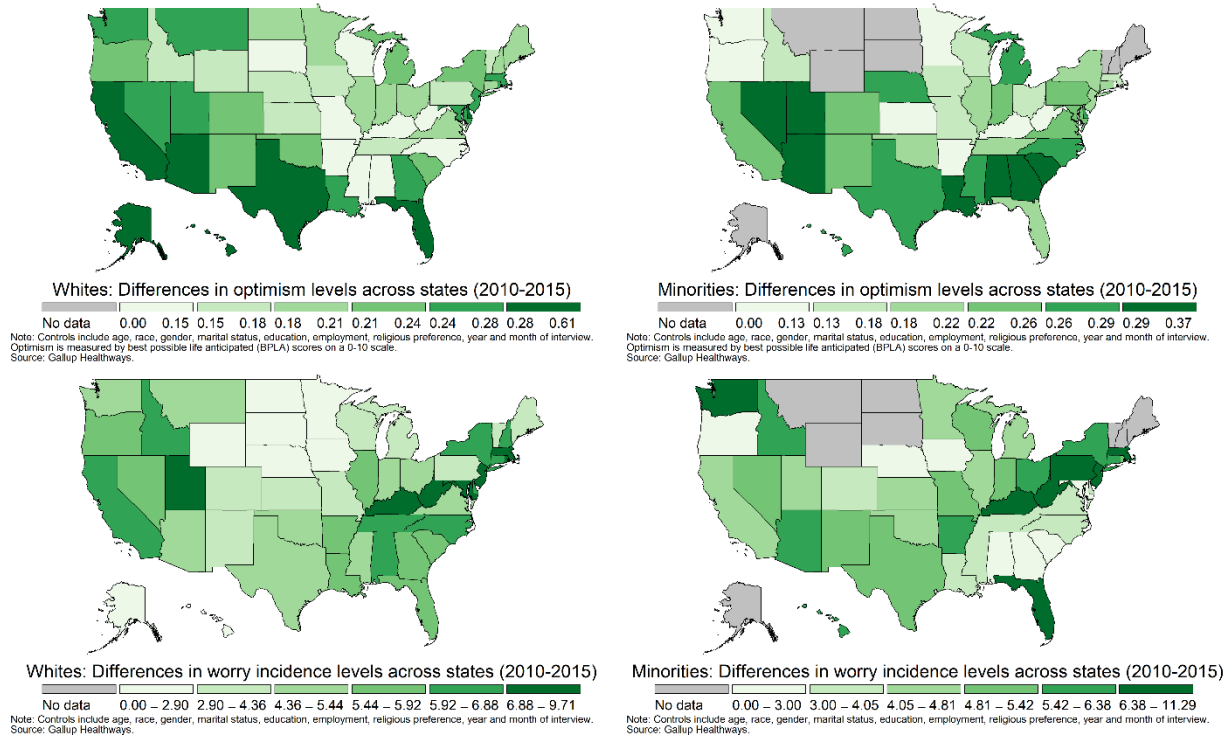 Whites: Differences in optimism levels across states (2010-2015)
No data 0.00 0.15 0.15 0.18 0.18 0.21 0.21 0.24 0.24 0.28 0.28 0.61
Note: Controls include age, race, gender, marital status, education, employment, religious preference, year and month of interview.
Optimism is measured by best possible life anticipated (BPLA) scores on a 0-10 scale.
Source: Gallup Healthways.
Minorities: Differences in optimism levels across states (2010-2015)
No data 0.00 0.13 0.13 0.18 0.18 0.22 0.22 0.26 0.26 0.29 0.29 0.37
Note: Controls include age, race, gender, marital status, education, employment, religious preference, year and month of interview.
Optimism is measured by best possible life anticipated (BPLA) scores on a 0-10 scale.
Source: Gallup Healthways.
Whites: Differences in worry incidence levels across states (2010-2015)
No data 0.00 – 2.90 2.90 – 4.36 4.36 – 5.44 5.44 – 5.92 5.92 – 6.88 6.88 – 9.71
Note: Controls include age, race, gender, marital status, education, employment, religious preference, year and month of interview.
Source: Gallup Healthways.
Minorities: Differences in worry incidence levels across states (2010-2015)
No data 0.00 – 3.00 3.00 – 4.05 4.05 – 4.81 4.81 – 5.42 5.42 – 6.38 6.38 – 11.29
Note: Controls include age, race, gender, marital status, education, employment, religious preference, year and month of interview.
Source: Gallup Healthways.